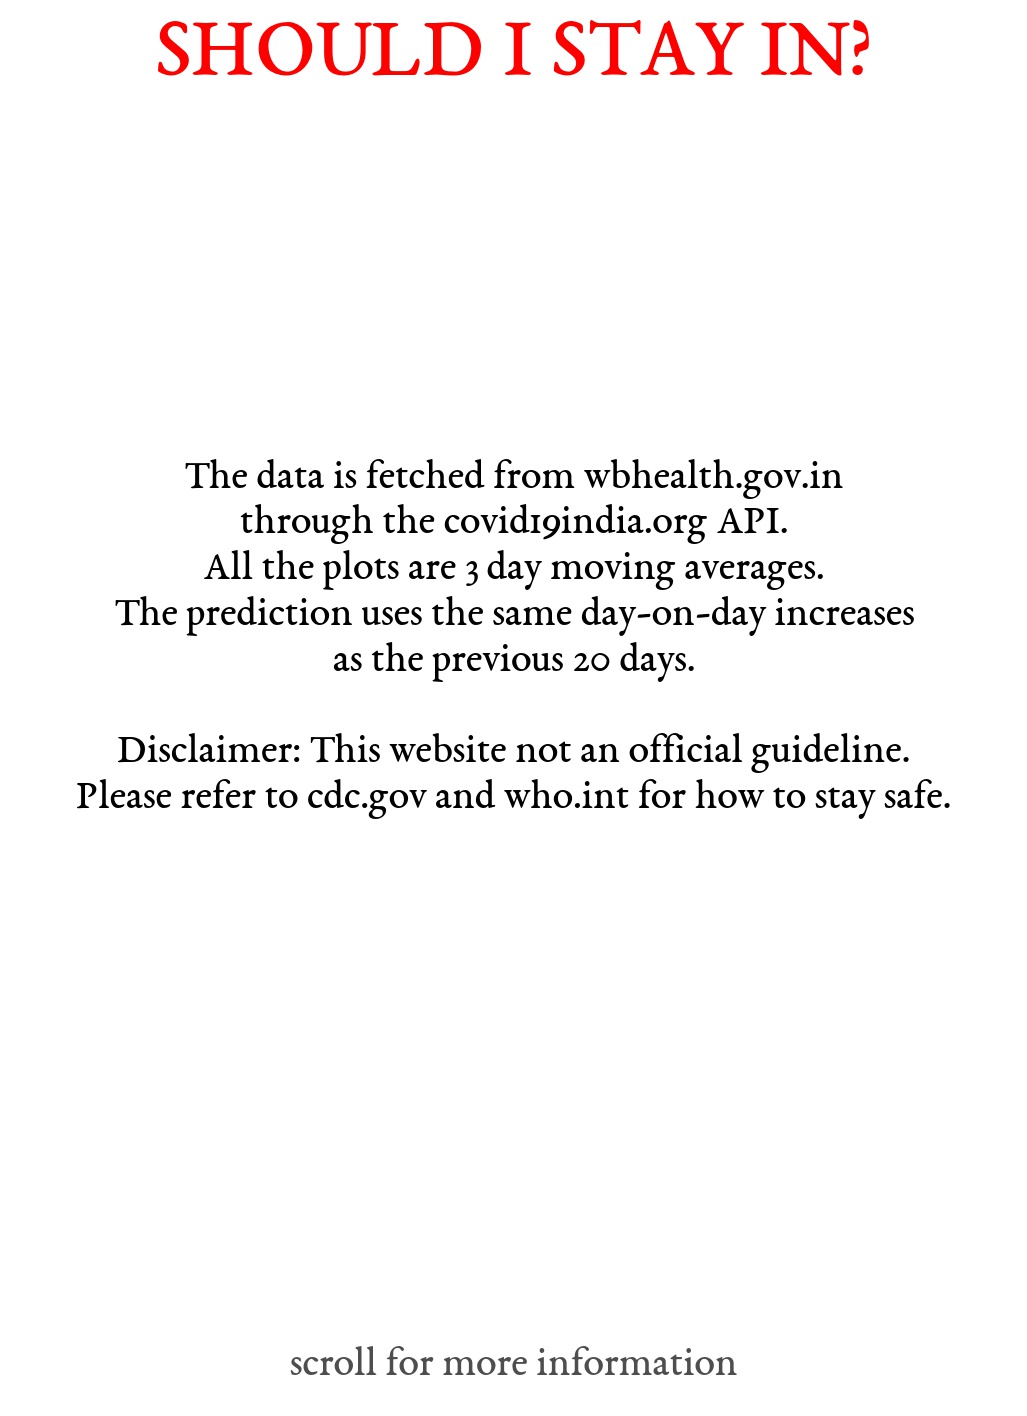 SHOULD I STAY IN?
The data is fetched from wbhealth.gov.in
through the covid19india.org API.
All the plots are 3 day moving averages.
The prediction uses the same day-on-day increases
as the previous 20 days.
Disclaimer: This website not an official guideline.
Please refer to cdc.gov and who.int for how to stay safe.
scroll for more information